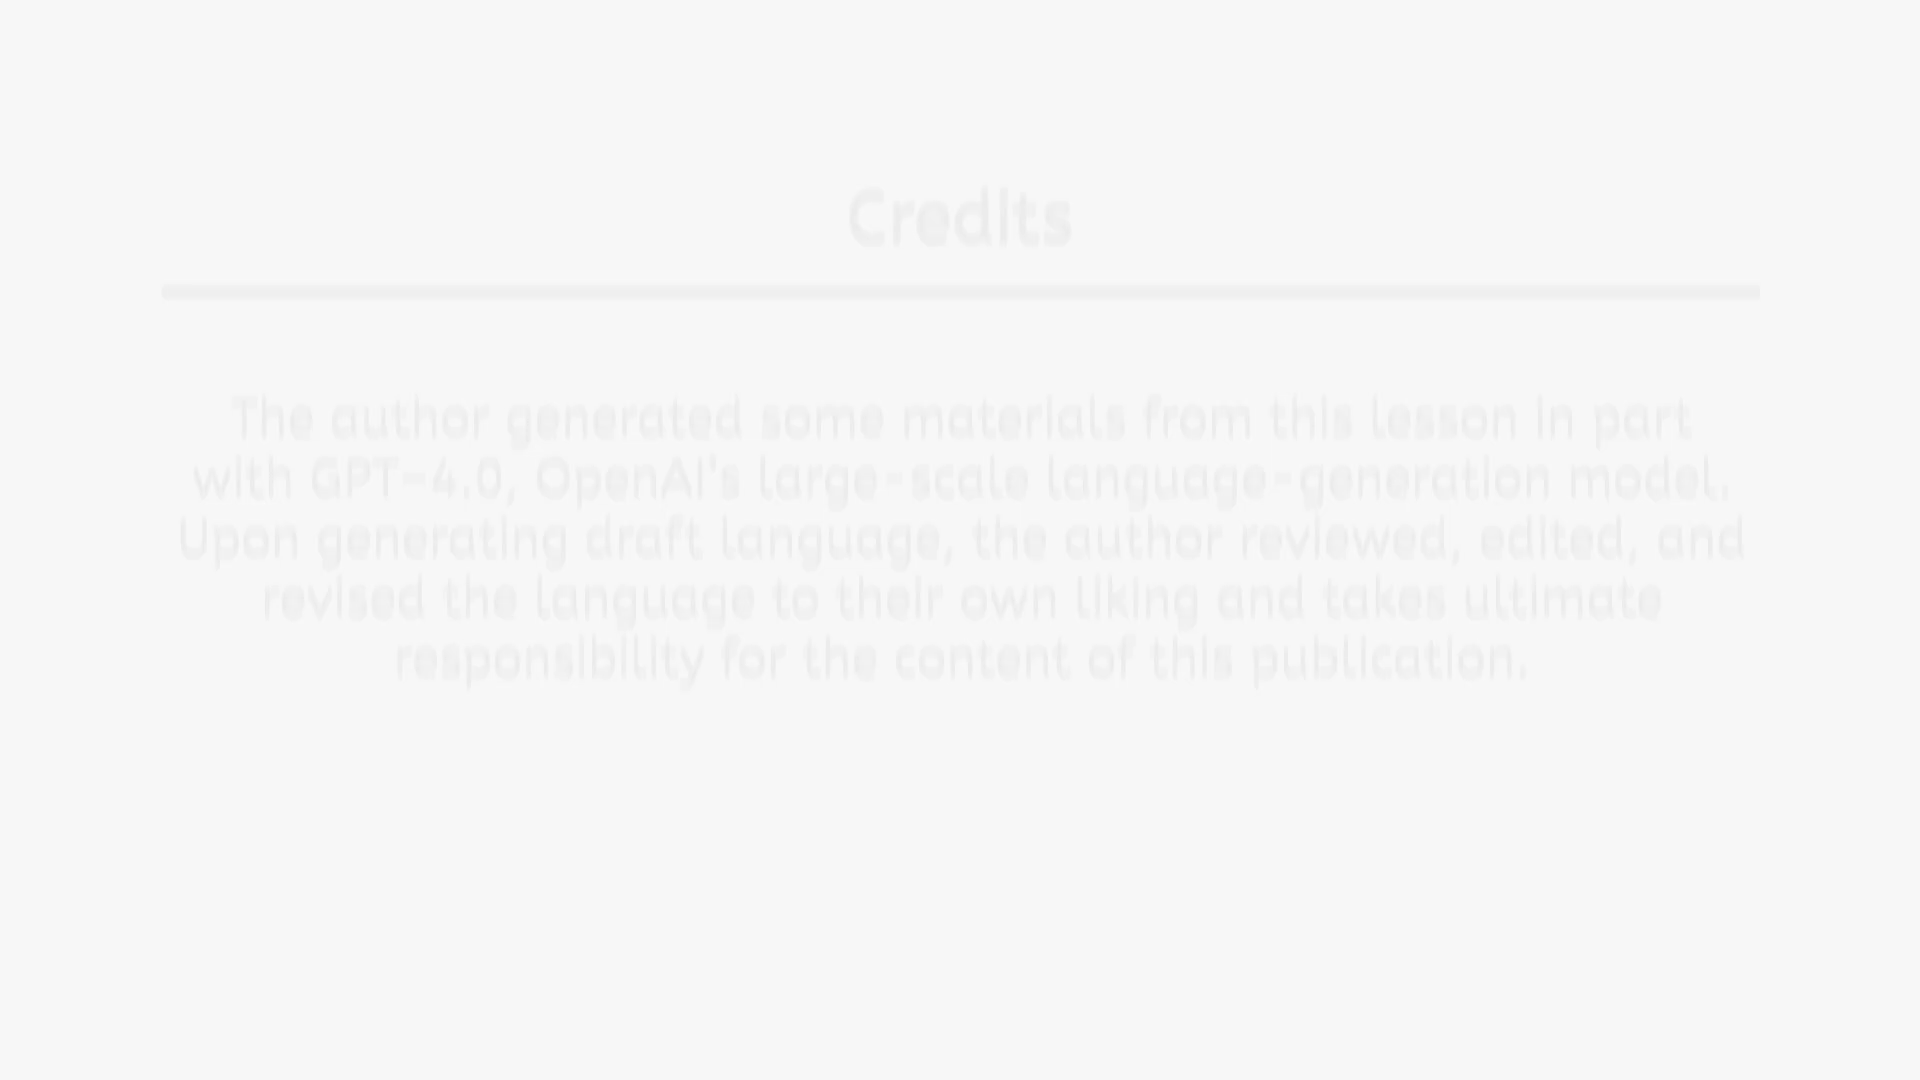 Credits
The author generated some materials from this lesson in part
with GPT-4.0, OpenAI's large-scale language-generation model.
Upon generating draft language, the author reviewed, edited, and
revised the language to their own liking and takes ultimate
responsibility for the content of this publication.